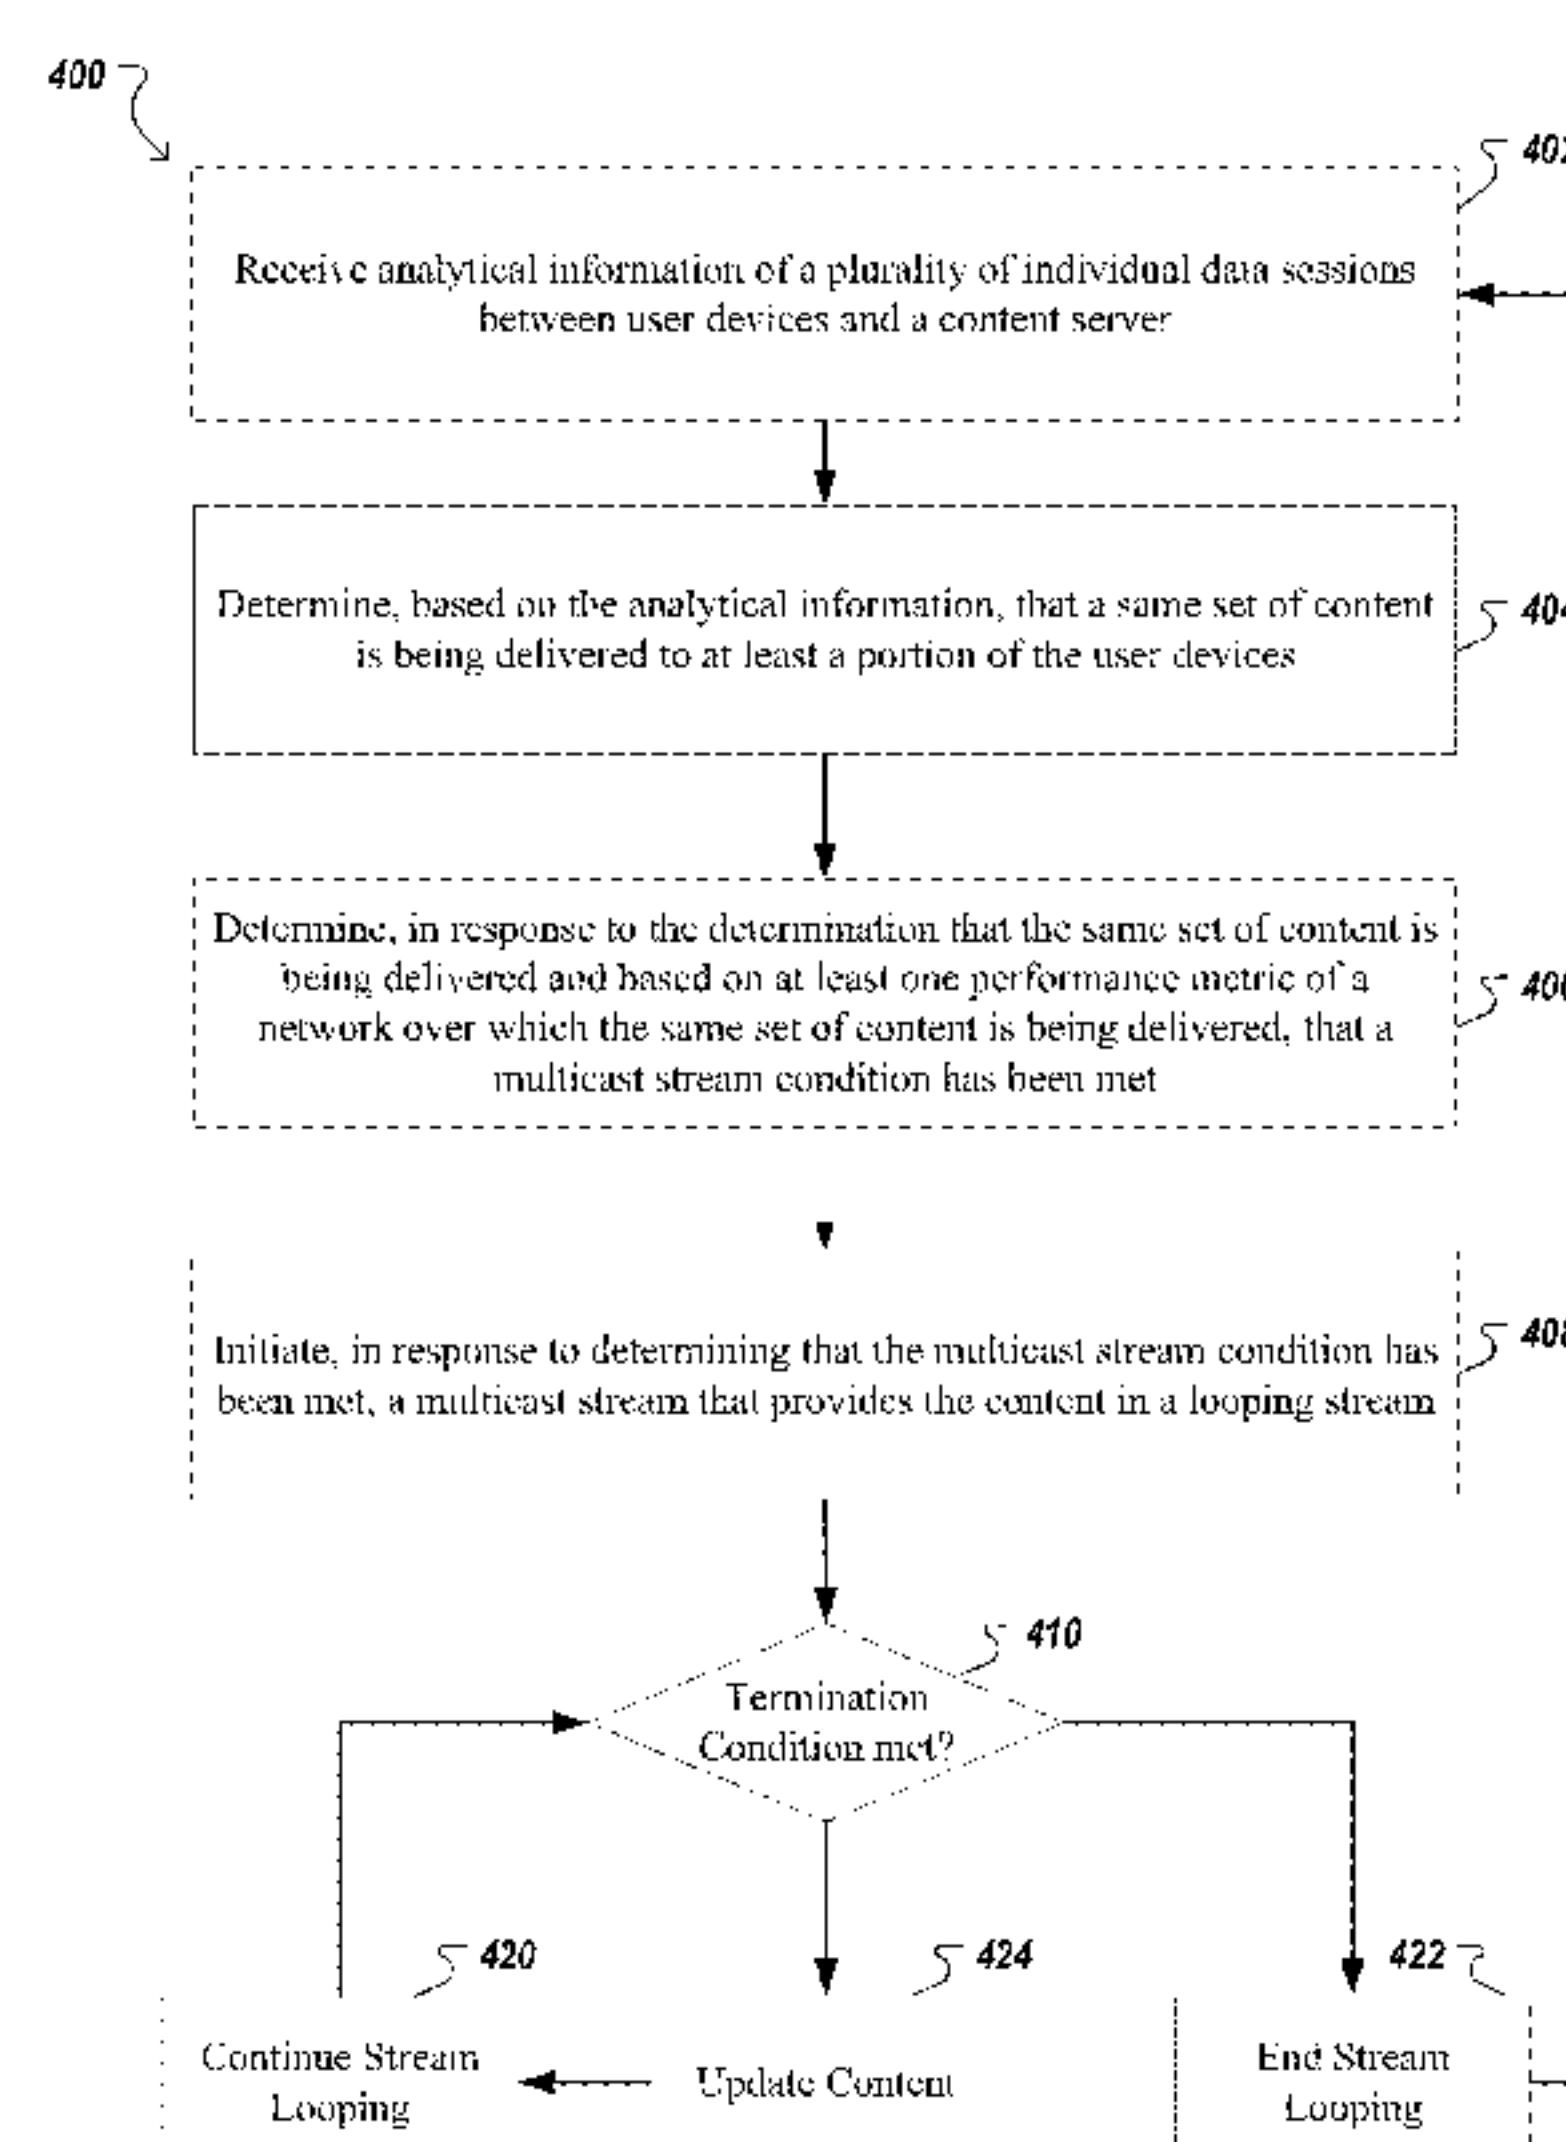 400
Receive analytical information of a plurality of individual data sessions
between user devices and a content server
Determine, based on the analytical information, that a same set of content
is being delivered to at least a portion of the user devices
404
Determine, in response to the determination that the same set of content is
being delivered and based on at least one performance metric of a
network over which the same set of content is being delivered, that a
multicast stream condition has been met
Initiate, in response to determining that the multicast stream condition has
been met, a multicast stream that provides the content in a looping stream
410
Termination
Condition met?
420
424
422
Continue Stream
Looping
Update Content
End Stream
Looping